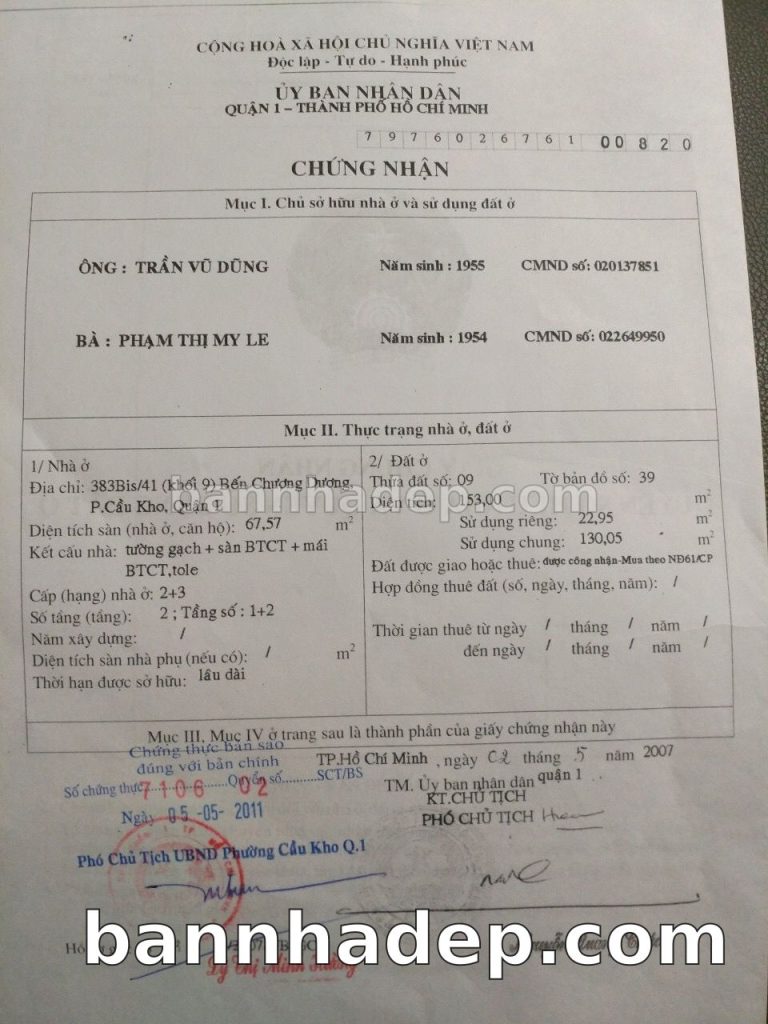 CỘNG HOÀ XÃ HỘI CHỦ NGHĨA VIỆT NAM
Độc lập - Tự do - Hạnh phúc
ỦY BAN NHÂN DÂN
QUẬN 1 – THÀNH PHỐ HỒ CHÍ MINH
7 9 7 6 0 2 6 7 6 1 00 8 2 0
CHỨNG NHẬN
Mục I. Chủ sở hữu nhà ở và sử dụng đất ở
ÔNG : TRẦN VŨ DŨNG Năm sinh : 1955 CMND số: 020137851
BÀ : PHẠM THỊ MY LE Năm sinh : 1954 CMND số: 022649950
Mục II. Thực trạng nhà ở, đất ở
1/ Nhà ở
Địa chỉ: 383Bis/41 (khối 9) Bến Chương Dương,
P.Cầu Kho, Quận 1
Diện tích sàn (nhà ở, căn hộ): 67,57 m2
Kết cấu nhà: tường gạch + sàn BTCT + mái
BTCT,tole
Cấp (hạng) nhà ở: 2+3
Số tầng (tầng): 2 ; Tầng số : 1+2
Năm xây dựng: /
Diện tích sàn nhà phụ (nếu có): / m2
Thời hạn được sở hữu: lâu dài
2/ Đất ở
Thửa đất số: 09 Tờ bản đồ số: 39
Diện tích: 153,00 m2
Sử dụng riêng: 22,95 m2
Sử dụng chung: 130,05 m2
Đất được giao hoặc thuê: được công nhận-Mua theo NĐ61/CP
Hợp đồng thuê đất (số, ngày, tháng, năm): /
Thời gian thuê từ ngày / tháng / năm /
đến ngày / tháng / năm /
bannhadep.com
Mục III, Mục IV ở trang sau là thành phần của giấy chứng nhận này
TP.Hồ Chí Minh, ngày 02 tháng 5 năm 2007
TM. Ủy ban nhân dân quận 1
KT.CHỦ TỊCH
PHÓ CHỦ TỊCH
Chứng thực bản sao
đúng với bản chính
Số chứng thực 7106 Quyển số 02 SCT/BS
Ngày 05-05-2011
Phó Chủ Tịch UBND Phường Cầu Kho Q.1
bannhadep.com